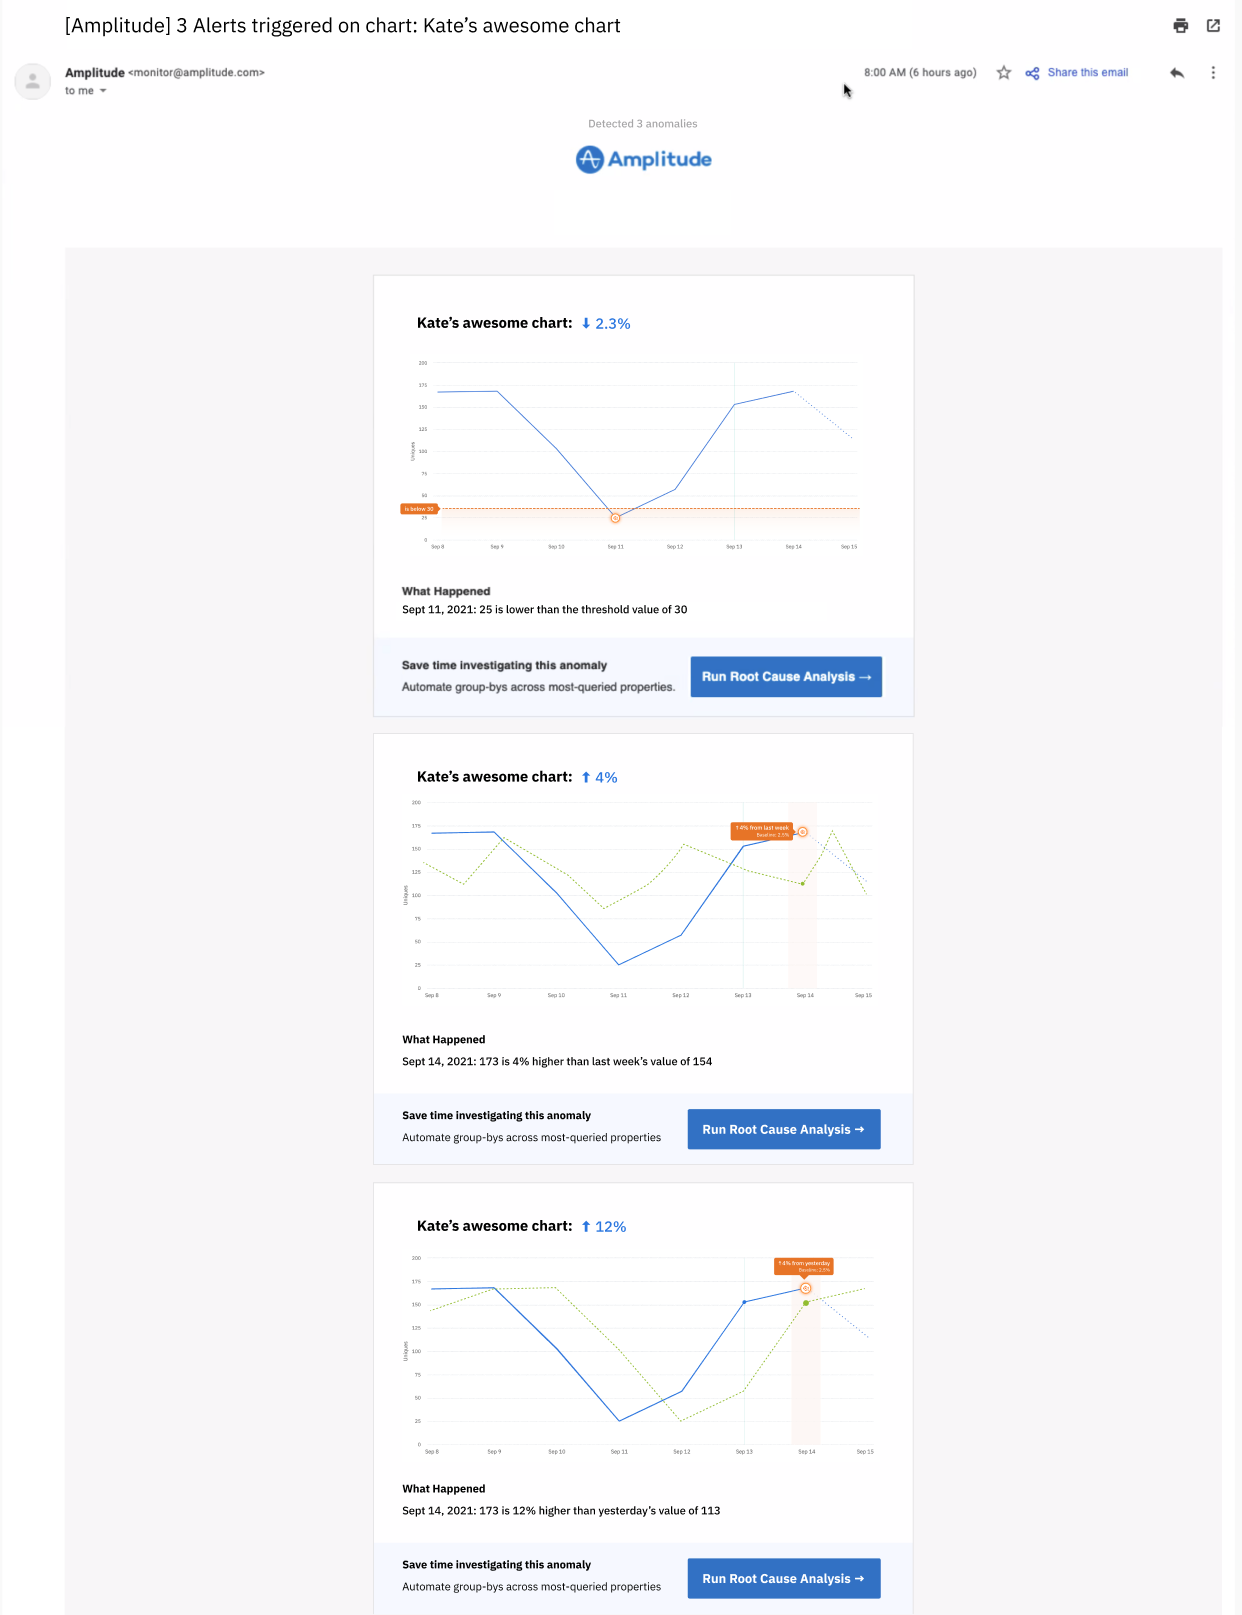 [Amplitude] 3 Alerts triggered on chart: Kate's awesome chart
Amplitude <monitor@amplitude.com>
8:00 AM (6 hours ago)
Share this email
to me
Detected 3 anomalies
Amplitude
Kate's awesome chart: 2.3%
200
175
150
125
100
75
50
25
0
Uniques
is below 30
Sep 8 Sep 9 Sep 10 Sep 11 Sep 12 Sep 13 Sep 14 Sep 15
What Happened
Sept 11, 2021: 25 is lower than the threshold value of 30
Save time investigating this anomaly
Automate group-bys across most-queried properties.
Run Root Cause Analysis →
Kate's awesome chart: 4%
200
175
150
125
100
75
50
25
0
Uniques
↑4% from last week
Baseline: 2.5%
Sep 8 Sep 9 Sep 10 Sep 11 Sep 12 Sep 13 Sep 14 Sep 15
What Happened
Sept 14, 2021: 173 is 4% higher than last week's value of 154
Save time investigating this anomaly
Automate group-bys across most-queried properties
Run Root Cause Analysis →
Kate's awesome chart: 12%
200
175
150
125
100
75
50
25
0
Uniques
↑4% from yesterday
Baseline: 2.5%
Sep 8 Sep 9 Sep 10 Sep 11 Sep 12 Sep 13 Sep 14 Sep 15
What Happened
Sept 14, 2021: 173 is 12% higher than yesterday's value of 113
Save time investigating this anomaly
Automate group-bys across most-queried properties
Run Root Cause Analysis →